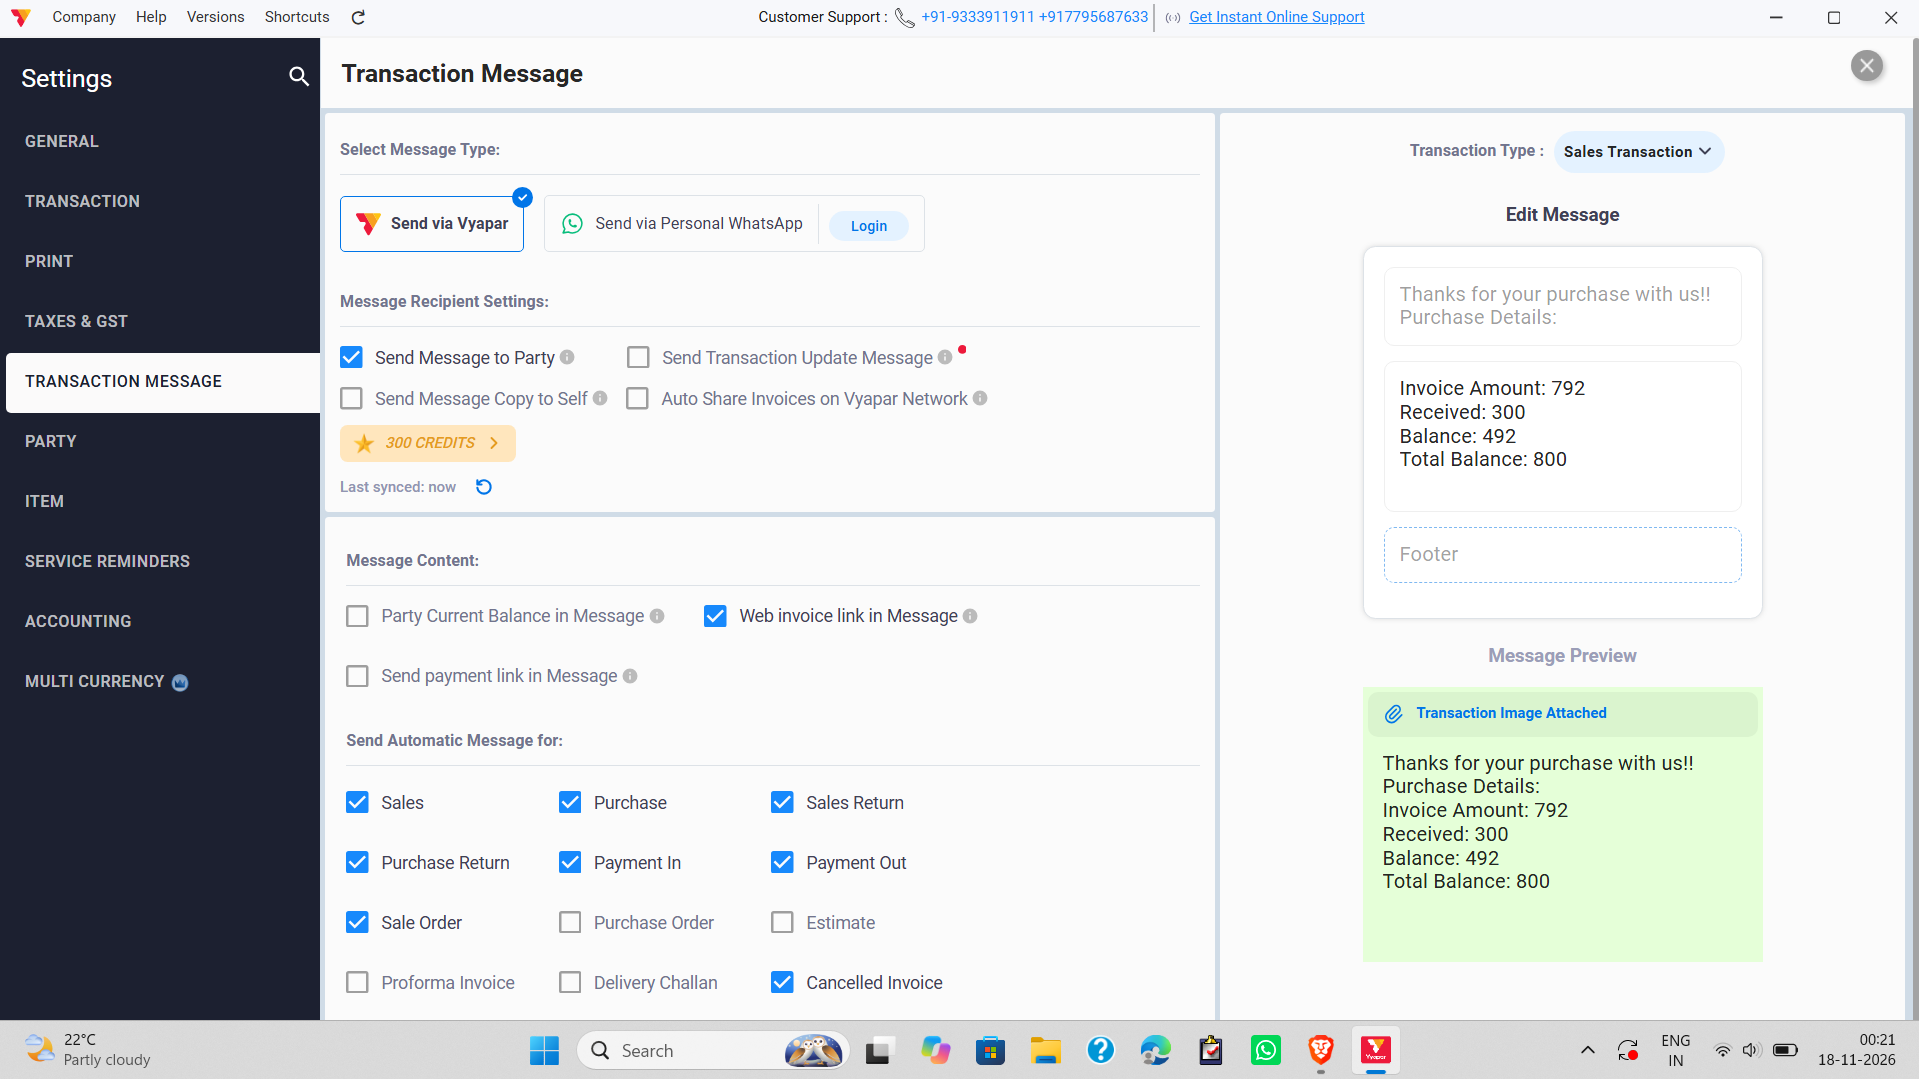 Company Help Versions Shortcuts
Customer Support : +91-9333911911 +917795687633 Get Instant Online Support
Settings
GENERAL
TRANSACTION
PRINT
TAXES & GST
TRANSACTION MESSAGE
PARTY
ITEM
SERVICE REMINDERS
ACCOUNTING
MULTI CURRENCY
Transaction Message
Select Message Type:
Send via Vyapar
Send via Personal WhatsApp Login
Message Recipient Settings:
Send Message to Party Send Transaction Update Message
Send Message Copy to Self Auto Share Invoices on Vyapar Network
300 CREDITS
Last synced: now
Message Content:
Party Current Balance in Message Web invoice link in Message
Send payment link in Message
Send Automatic Message for:
Sales Purchase Sales Return
Purchase Return Payment In Payment Out
Sale Order Purchase Order Estimate
Proforma Invoice Delivery Challan Cancelled Invoice
Transaction Type : Sales Transaction
Edit Message
Thanks for your purchase with us!!
Purchase Details:
Invoice Amount: 792
Received: 300
Balance: 492
Total Balance: 800
Footer
Message Preview
Transaction Image Attached
Thanks for your purchase with us!!
Purchase Details:
Invoice Amount: 792
Received: 300
Balance: 492
Total Balance: 800
22°C
Partly cloudy
Search
Vyapar
ENG
IN
00:21
18-11-2026